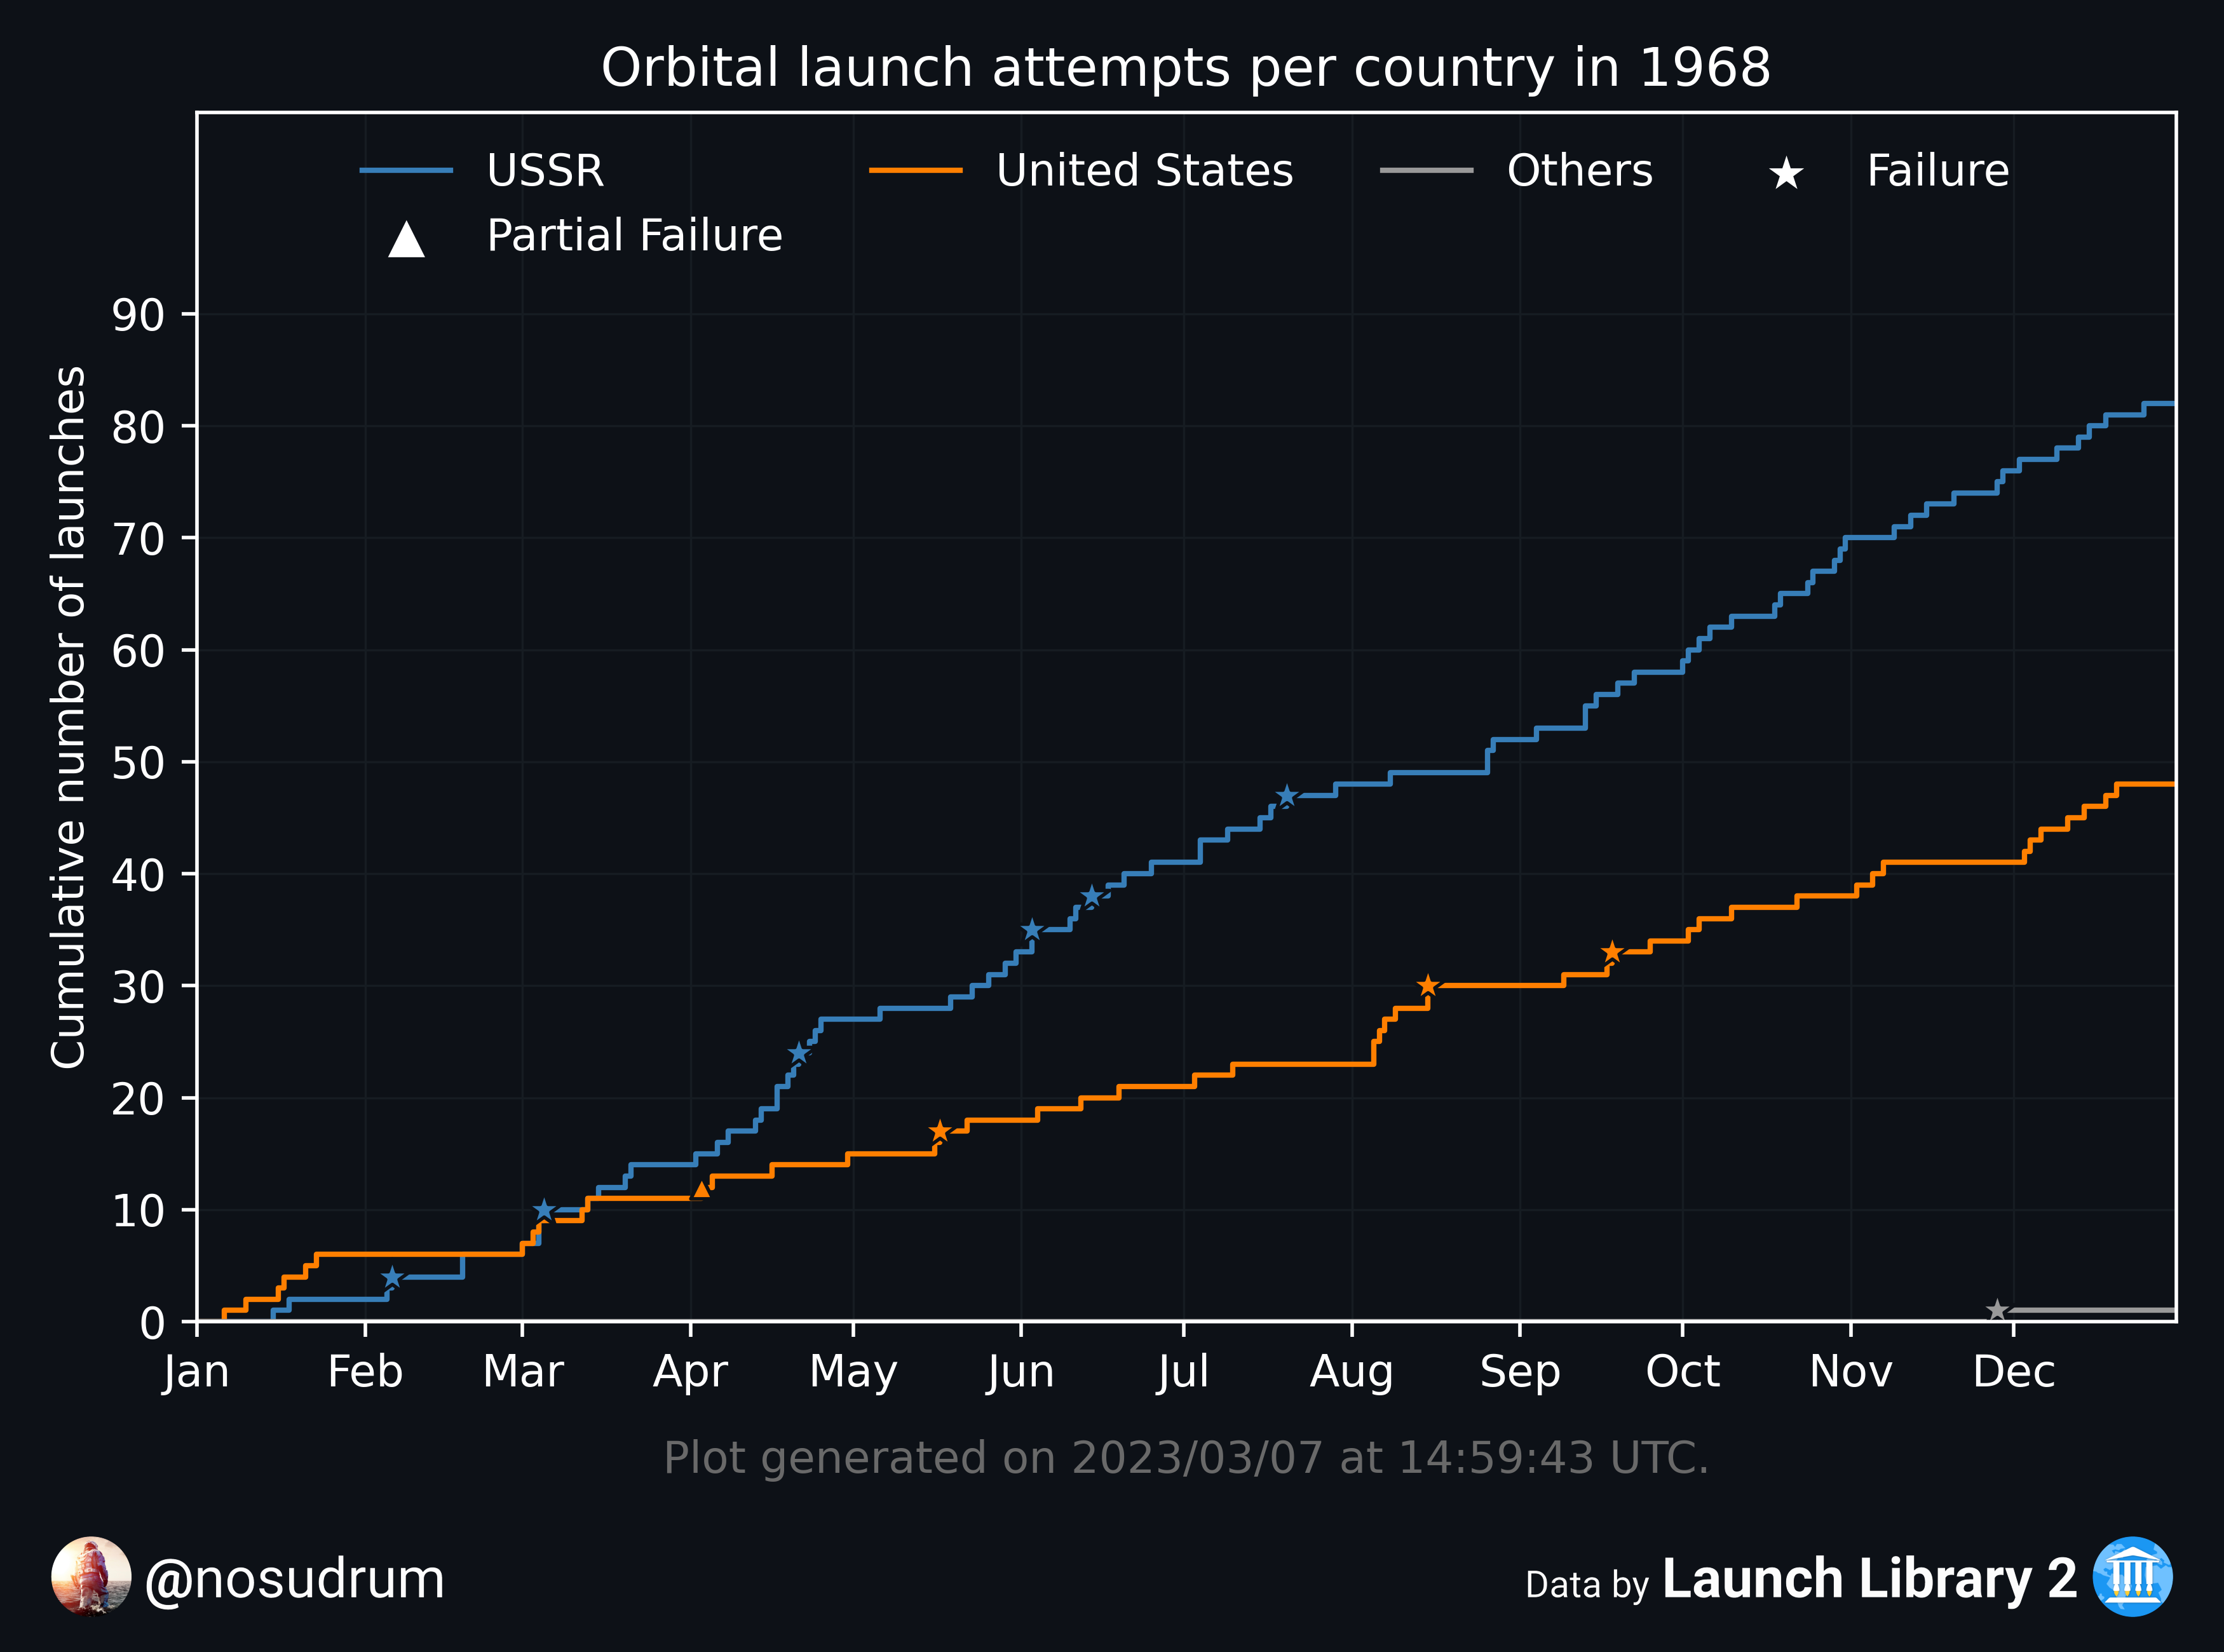 Orbital launch attempts per country in 1968
USSR
United States
Others
Failure
Partial Failure
Cumulative number of launches
90
80
70
60
50
40
30
20
10
0
Jan Feb Mar Apr May Jun Jul Aug Sep Oct Nov Dec
Plot generated on 2023/03/07 at 14:59:43 UTC.
@nosudrum
Data by Launch Library 2